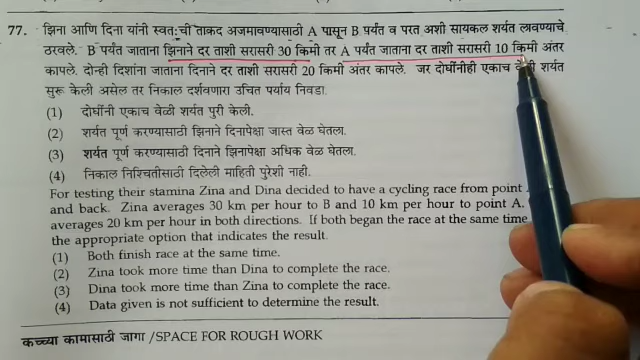 77. झिना आणि दिना यांनी स्वतःची ताकद अजमावण्यासाठी A पासून B पर्यंत व परत अशी सायकल शर्यत लावण्याचे
ठरवले. B पर्यंत जाताना झिनाने दर ताशी सरासरी 30 किमी तर A पर्यंत जाताना दर ताशी सरासरी 10 किमी अंतर
कापले. दोन्ही दिशांना जाताना दिनाने दर ताशी सरासरी 20 किमी अंतर कापले. जर दोघींनीही एकाच वेळी शर्यत
सुरू केली असेल तर निकाल दर्शवणारा उचित पर्याय निवडा.
(1) दोघींनी एकाच वेळी शर्यत पुरी केली.
(2) शर्यत पूर्ण करण्यासाठी झिनाने दिनापेक्षा जास्त वेळ घेतला.
(3) शर्यत पूर्ण करण्यासाठी दिनाने झिनापेक्षा अधिक वेळ घेतला.
(4) निकाल निश्चितीसाठी दिलेली माहिती पुरेशी नाही.
For testing their stamina Zina and Dina decided to have a cycling race from point
and back. Zina averages 30 km per hour to B and 10 km per hour to point A.
averages 20 km per hour in both directions. If both began the race at the same time
the appropriate option that indicates the result.
(1) Both finish race at the same time.
(2) Zina took more time than Dina to complete the race.
(3) Dina took more time than Zina to complete the race.
(4) Data given is not sufficient to determine the result.
कच्च्या कामासाठी जागा /SPACE FOR ROUGH WORK